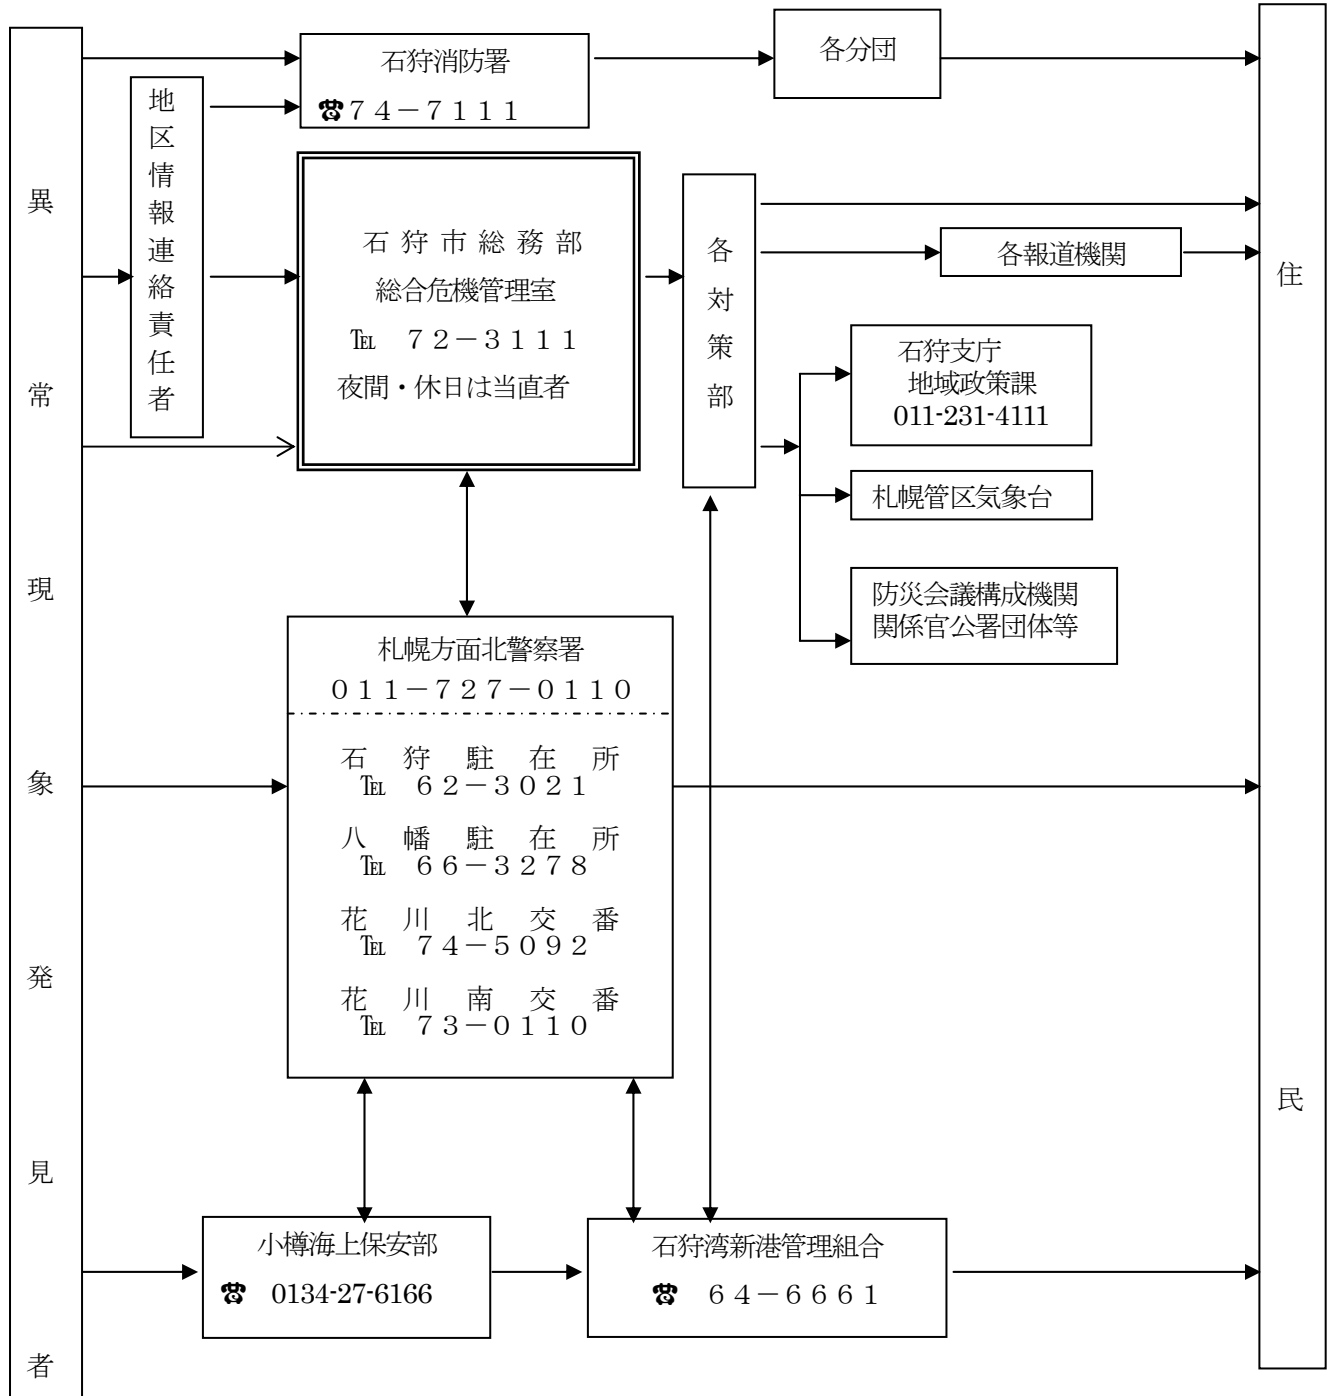 異常現象発見者
地区情報連絡責任者
石狩消防署
☎74－7111
各分団
石狩市総務部
総合危機管理室
℡　72－3111
夜間・休日は当直者
各対策部
各報道機関
石狩支庁
地域政策課
011-231-4111
札幌管区気象台
防災会議構成機関
関係官公署団体等
札幌方面北警察署
０１１－７２７－０１１０
石狩駐在所
℡　６２－３０２１
八幡駐在所
℡　６６－３２７８
花川北交番
℡　７４－５０９２
花川南交番
℡　７３－０１１０
小樽海上保安部
☎　0134-27-6166
石狩湾新港管理組合
☎　６４－６６６１
住民